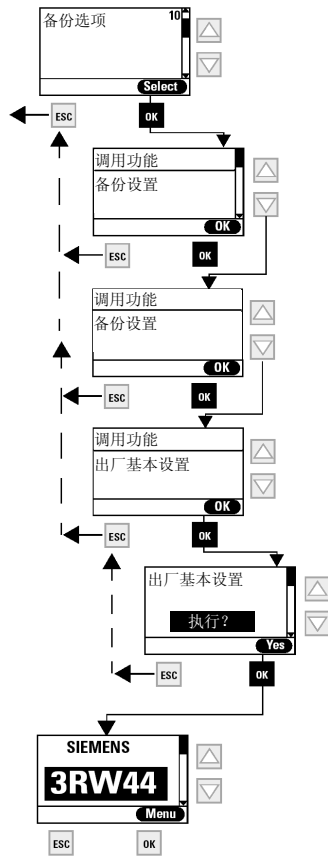 备份选项
10
Select
ESC
OK
调用功能
备份设置
OK
ESC
OK
调用功能
备份设置
OK
ESC
OK
调用功能
出厂基本设置
OK
ESC
OK
出厂基本设置
执行？
Yes
ESC
OK
SIEMENS
3RW44
Menu
ESC
OK